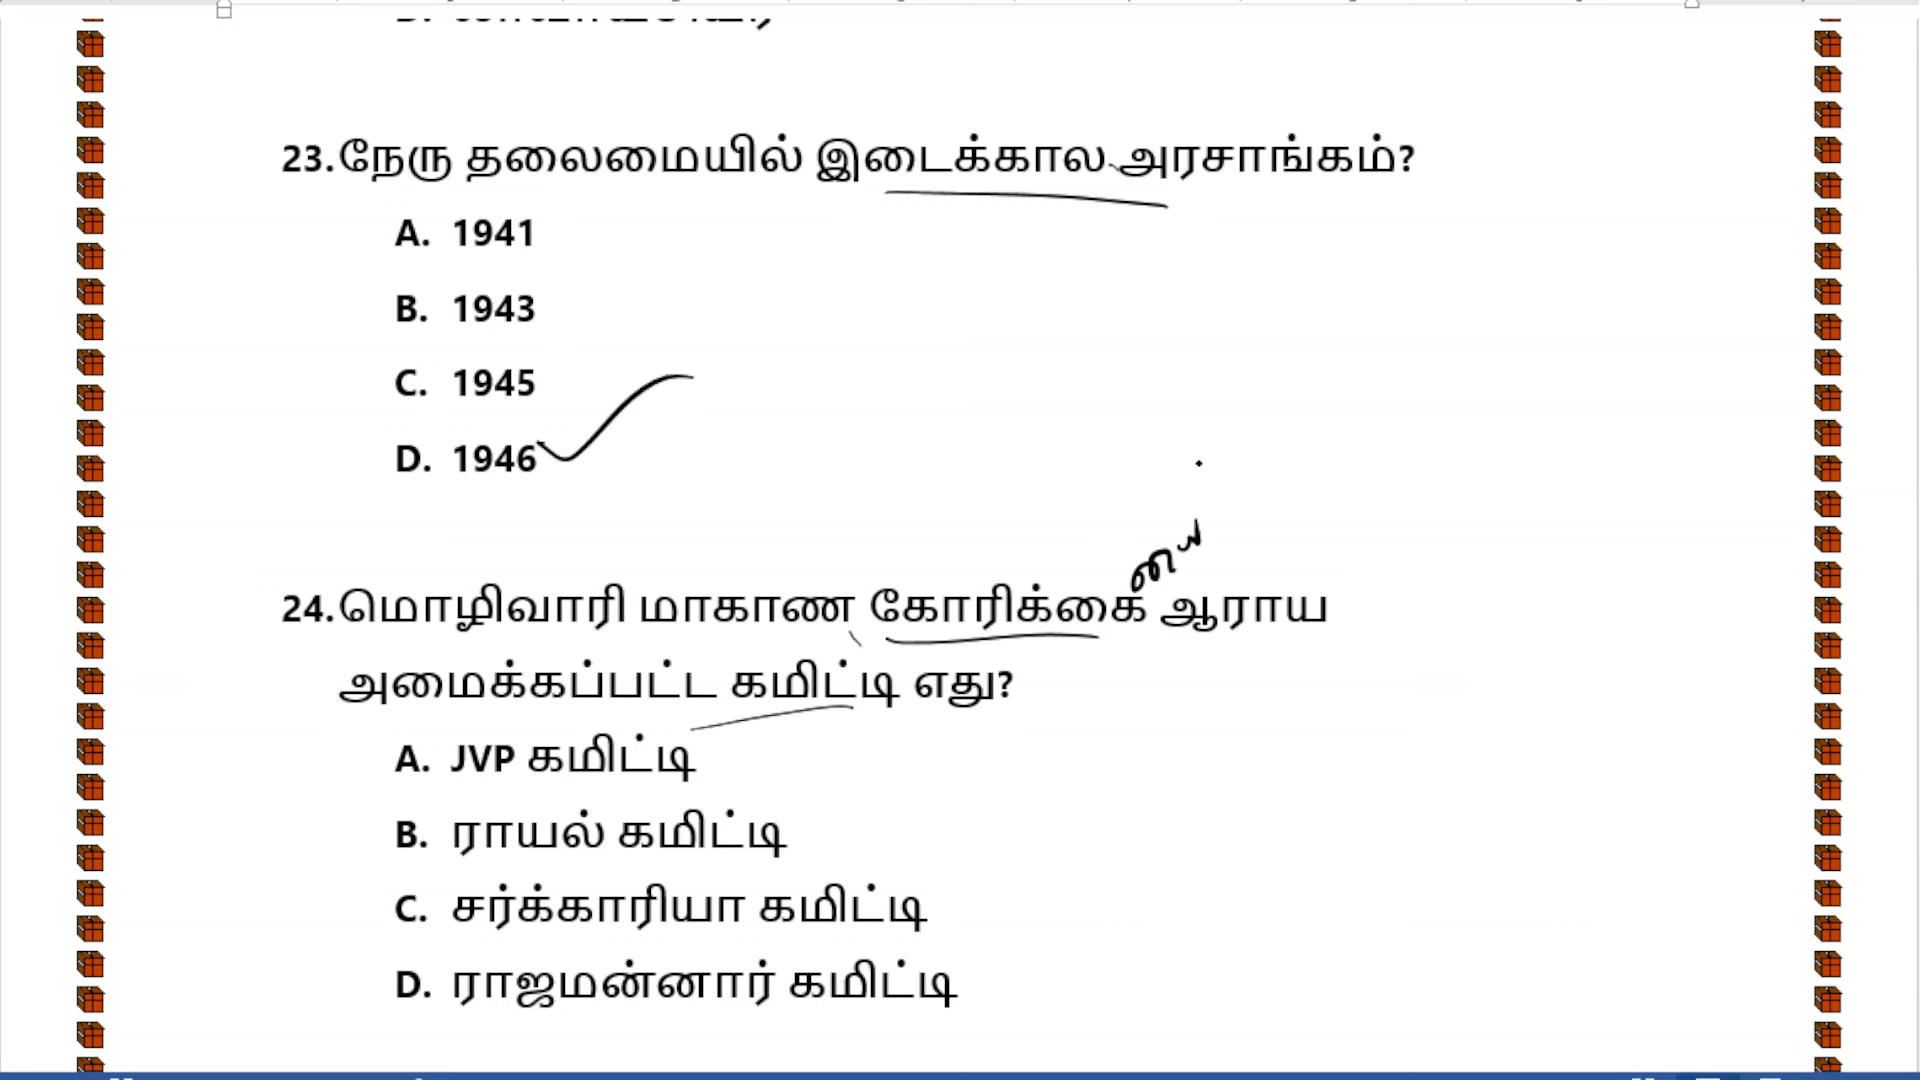 23.நேரு தலைமையில் இடைக்கால அரசாங்கம்?
A. 1941
B. 1943
C. 1945
D. 1946
24.மொழிவாரி மாகாண கோரிக்கை ஆராய
அமைக்கப்பட்ட கமிட்டி எது?
A. JVP கமிட்டி
B. ராயல் கமிட்டி
C. சர்க்காரியா கமிட்டி
D. ராஜமன்னார் கமிட்டி